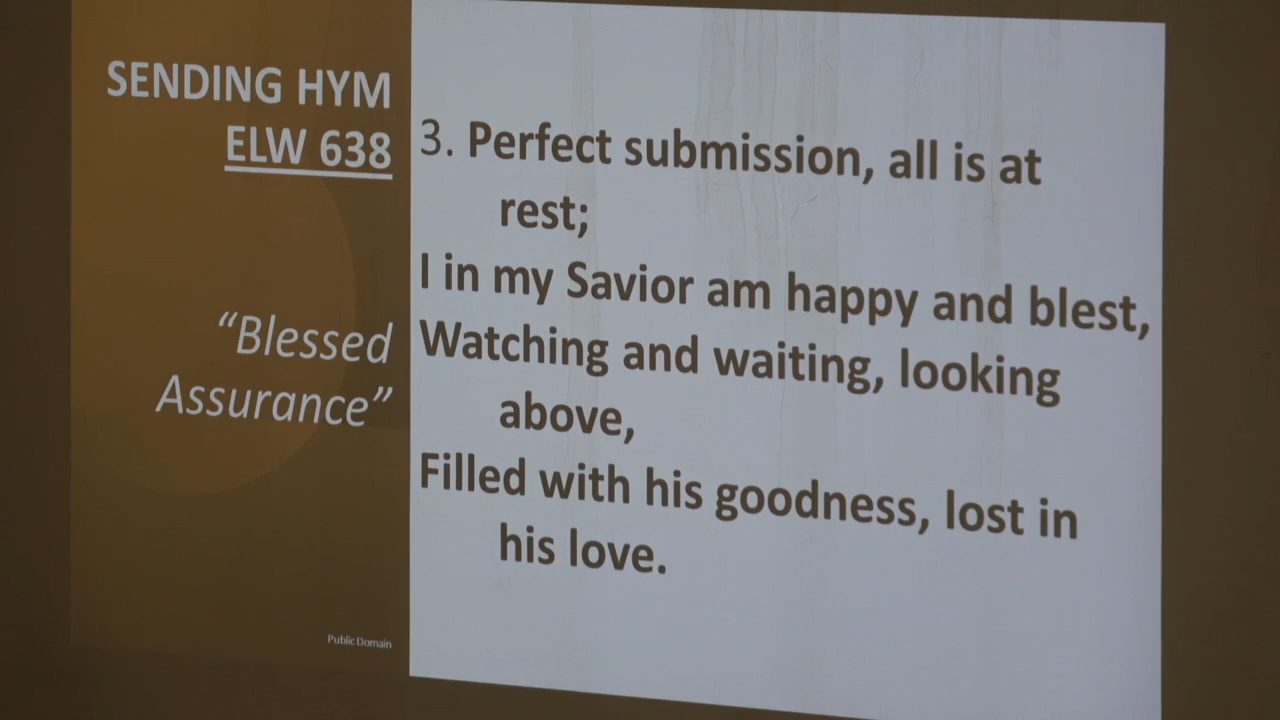 SENDING HYM
ELW 638
"Blessed
Assurance"
Public Domain
3. Perfect submission, all is at
rest;
I in my Savior am happy and blest,
Watching and waiting, looking
above,
Filled with his goodness, lost in
his love.